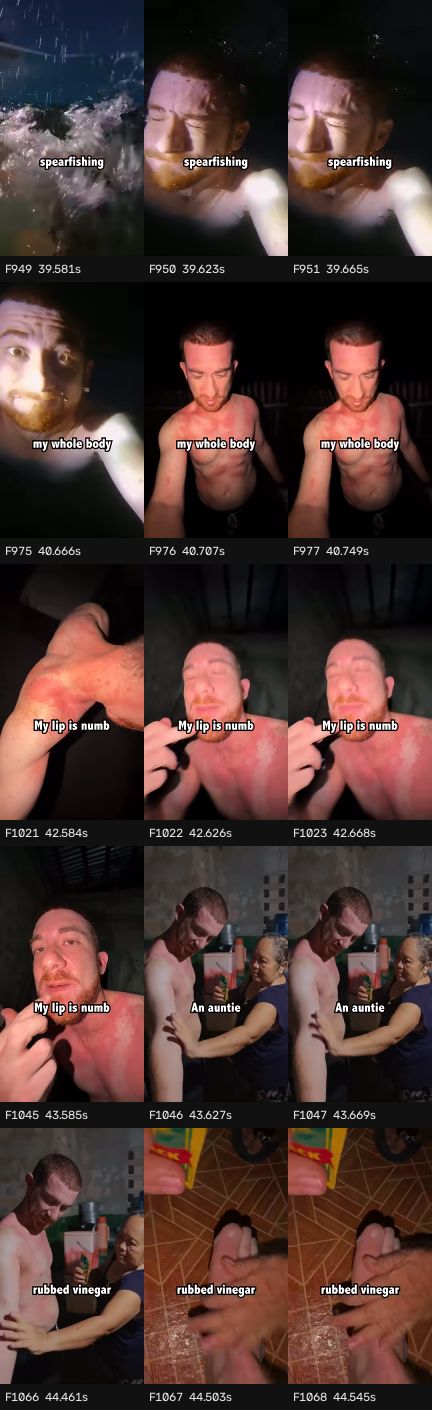 spearfishing
spearfishing
spearfishing
F949 39.581s
F950 39.623s
F951 39.665s
my whole body
my whole body
my whole body
F975 40.666s
F976 40.707s
F977 40.749s
My lip is numb
My lip is numb
My lip is numb
F1021 42.584s
F1022 42.626s
F1023 42.668s
My lip is numb
An auntie
An auntie
F1045 43.585s
F1046 43.627s
F1047 43.669s
rubbed vinegar
rubbed vinegar
rubbed vinegar
F1066 44.461s
F1067 44.503s
F1068 44.545s